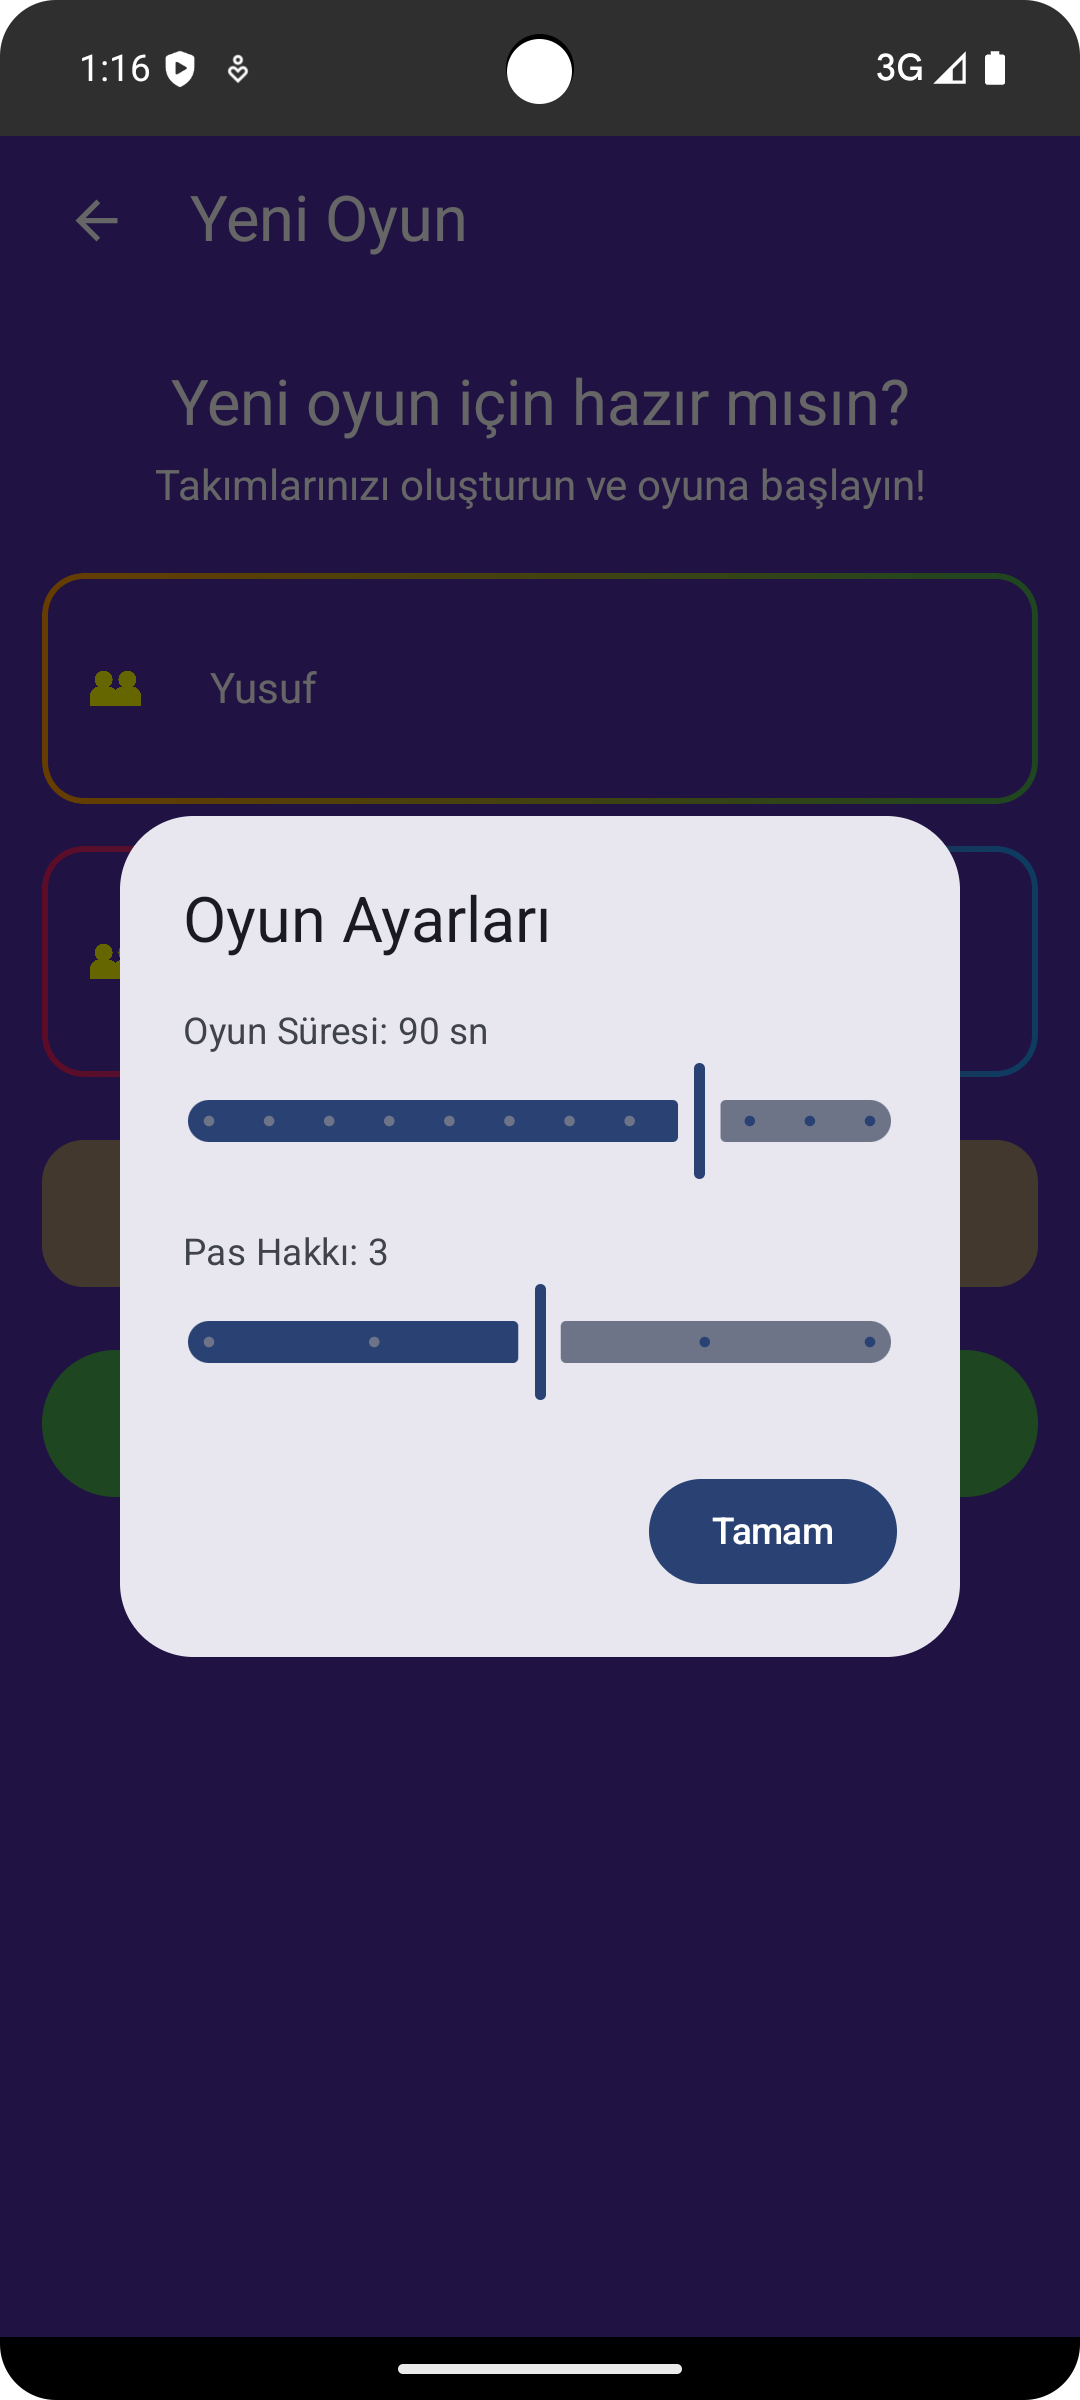 1:16
3G
Yeni Oyun
Yeni oyun için hazır mısın?
Takımlarınızı oluşturun ve oyuna başlayın!
Yusuf
Oyun Ayarları
Oyun Süresi: 90 sn
Pas Hakkı: 3
Tamam